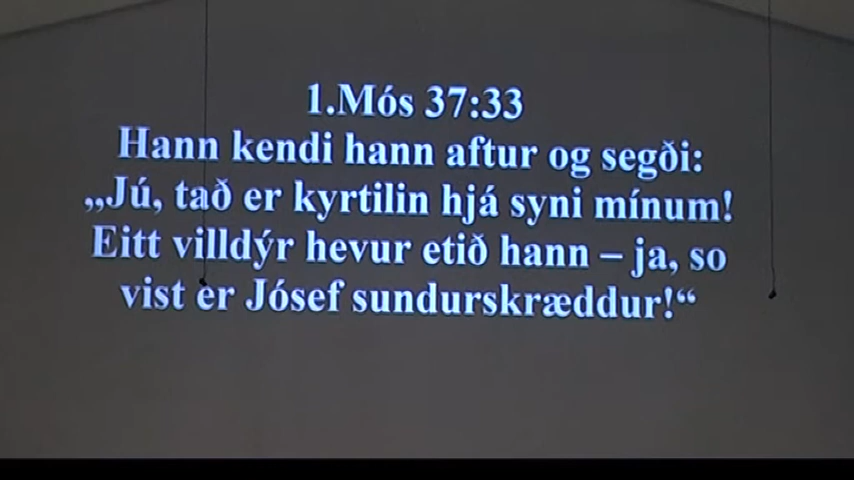 1.Mós 37:33
Hann kendi hann aftur og segði:
„Jú, tað er kyrtilin hjá syni mínum!
Eitt villdýr hevur etið hann – ja, so
vist er Jósef sundurskræddur!“